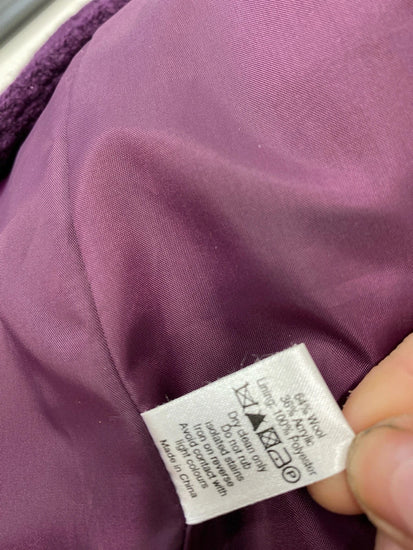 64% Wool
36% Acrylic
Lining: 100% Polyester
P
Dry clean only
Do not rub
isolated stains
Iron on reverse
Avoid contact with
light colours
Made in China